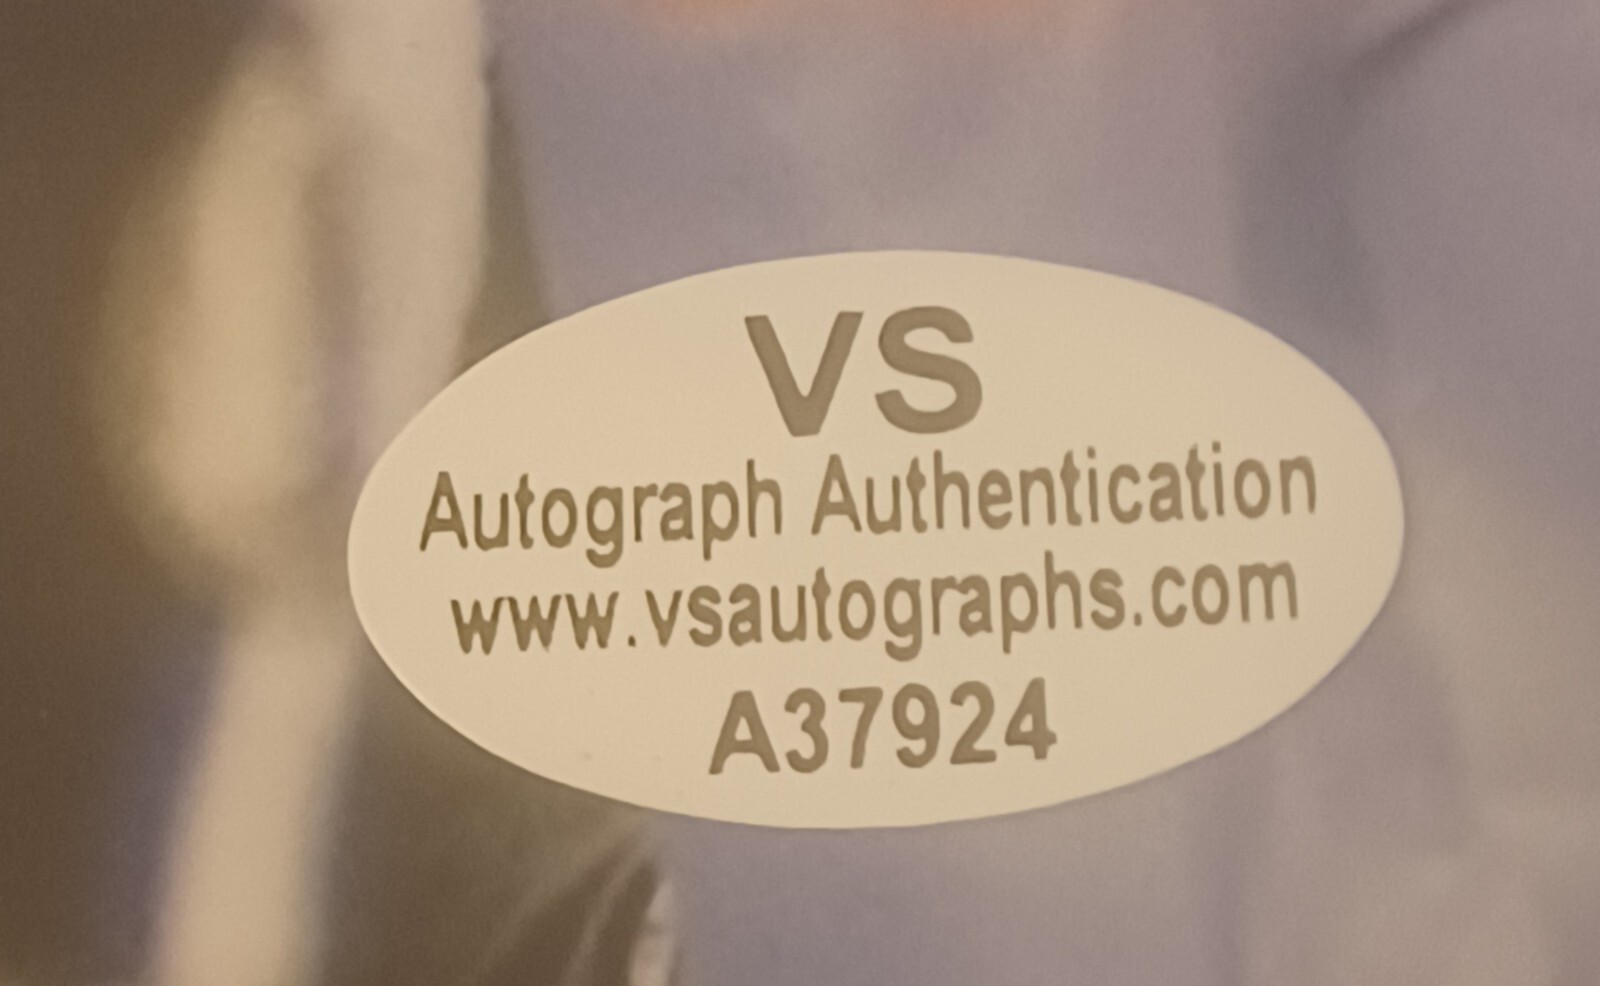 VS
Autograph Authentication
www.vsautographs.com
A37924